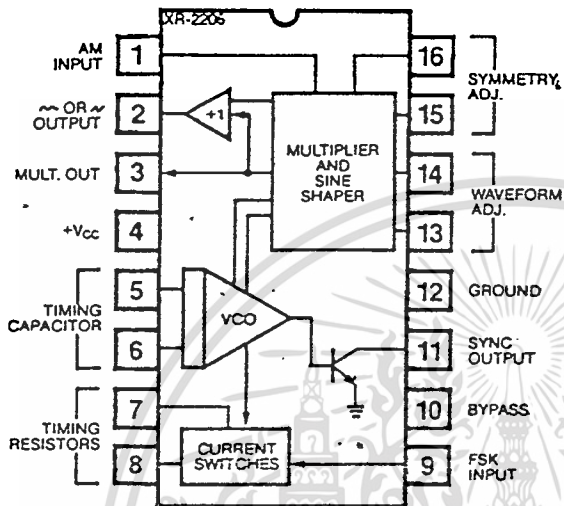 XR-2206
AM
INPUT
1
16
SYMMETRY
ADJ.
OR
OUTPUT
2
+1
15
MULTIPLIER
AND
SINE
SHAPER
MULT. OUT
3
14
WAVEFORM
ADJ.
+VCC
4
13
TIMING
CAPACITOR
5
VCO
12
GROUND
6
11
SYNC
OUTPUT
TIMING
RESISTORS
7
10
BYPASS
8
CURRENT
SWITCHES
9
FSK
INPUT